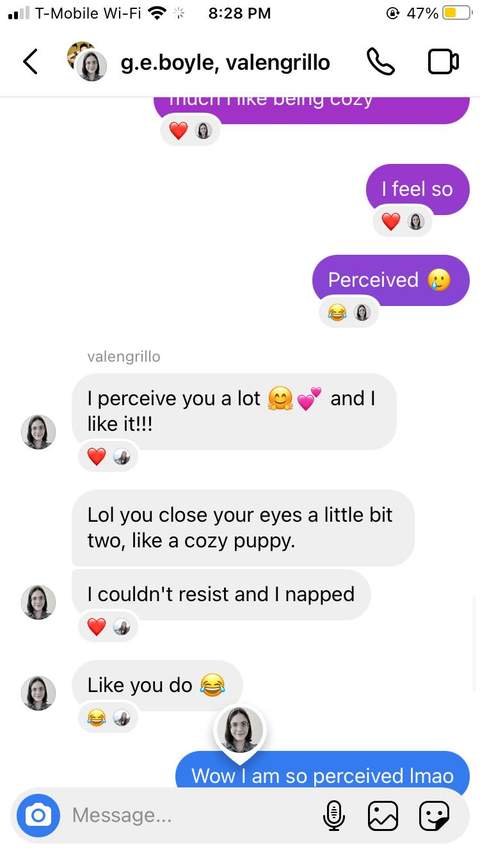 T-Mobile Wi-Fi 8:28 PM 47%
g.e.boyle, valengrillo
much I like being cozy
I feel so
Perceived 🥲
valengrillo
I perceive you a lot 🤗💕 and I
like it!!!
Lol you close your eyes a little bit
two, like a cozy puppy.
I couldn't resist and I napped
Like you do 😂
Wow I am so perceived lmao
Message...